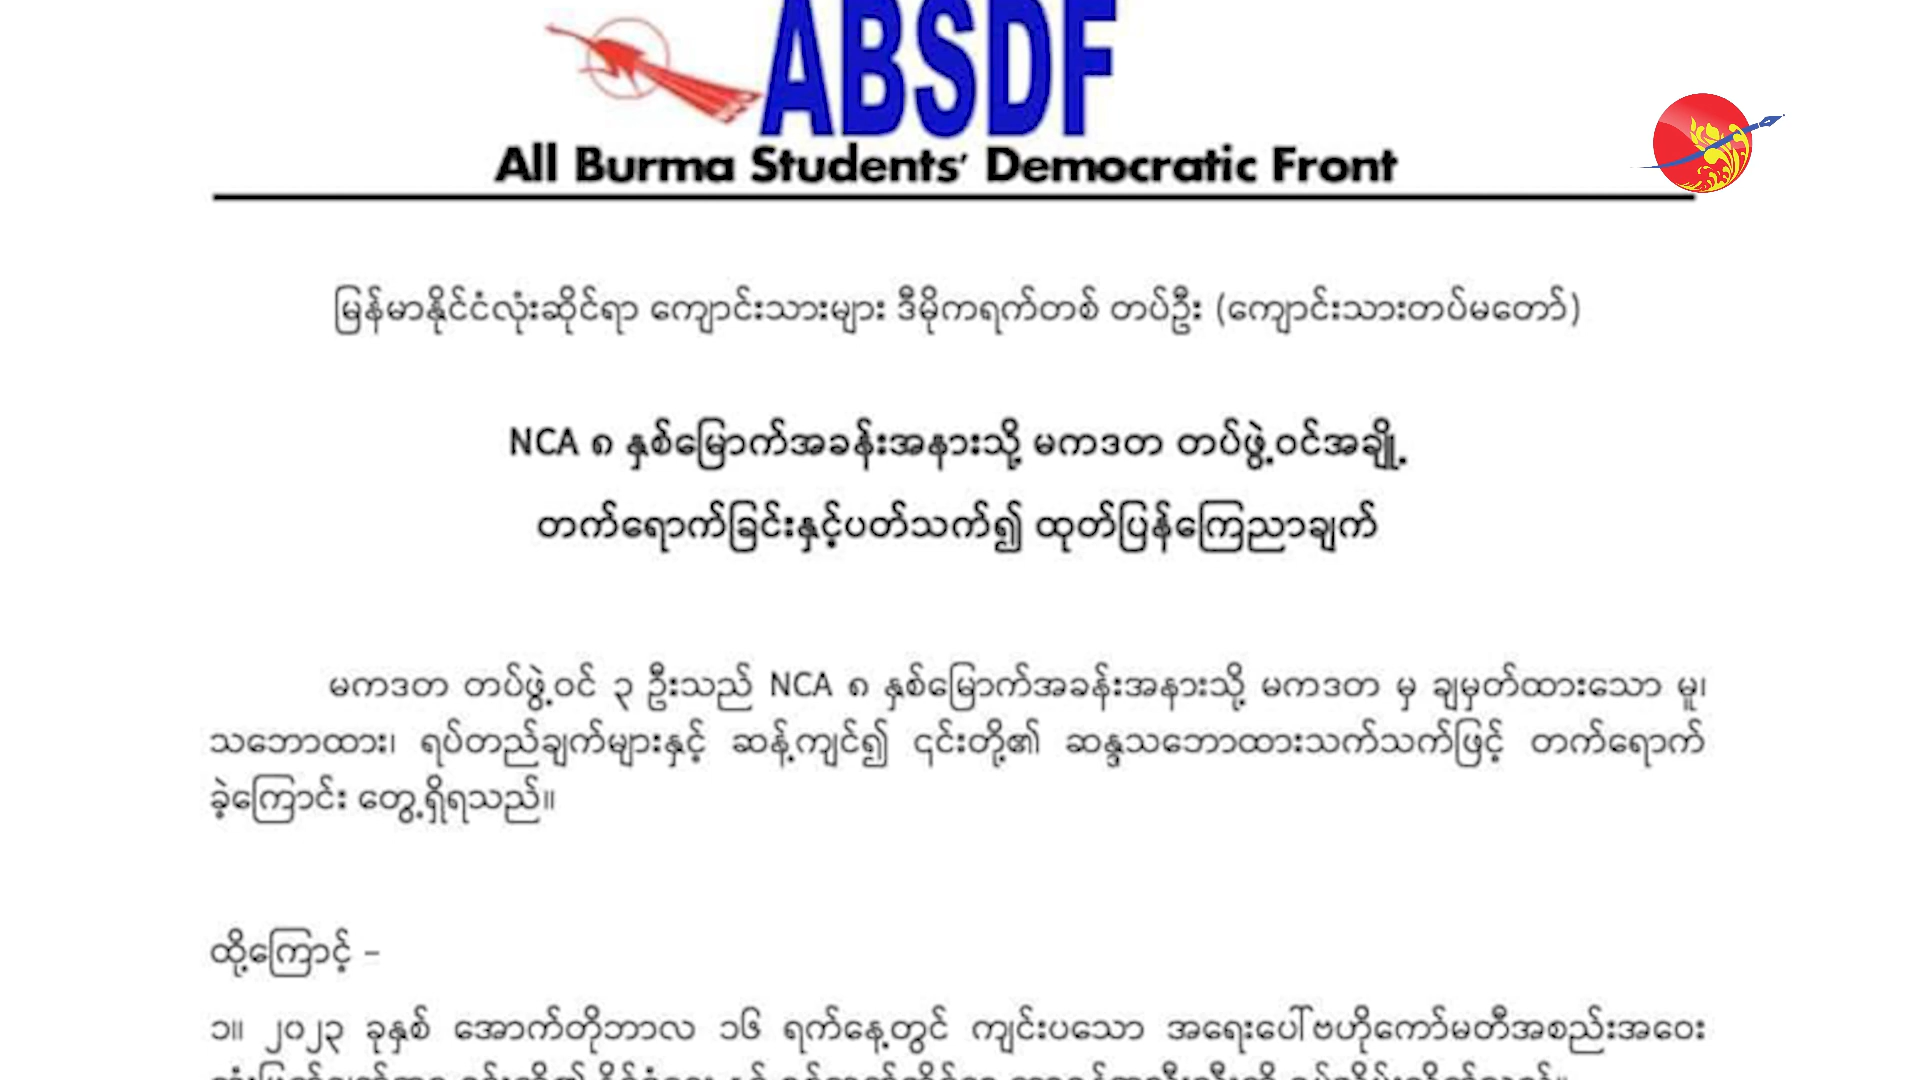 ABSDF
All Burma Students' Democratic Front
မြန်မာနိုင်ငံလုံးဆိုင်ရာ ကျောင်းသားများ ဒီမိုကရက်တစ် တပ်ဦး (ကျောင်းသားတပ်မတော်)
NCA ၈ နှစ်မြောက်အခန်းအနားသို့ မကဒတ တပ်ဖွဲ့ဝင်အချို့
တက်ရောက်ခြင်းနှင့်ပတ်သက်၍ ထုတ်ပြန်ကြေညာချက်
မကဒတ တပ်ဖွဲ့ဝင် ၃ ဦးသည် NCA ၈ နှစ်မြောက်အခန်းအနားသို့ မကဒတ မှ ချမှတ်ထားသော မူ၊
သဘောထား၊ ရပ်တည်ချက်များနှင့် ဆန့်ကျင်၍ ၎င်းတို့၏ ဆန္ဒသဘောထားသက်သက်ဖြင့် တက်ရောက်
ခဲ့ကြောင်း တွေ့ရှိရသည်။
ထို့ကြောင့် –
၁။ ၂၀၂၃ ခုနှစ် အောက်တိုဘာလ ၁၆ ရက်နေ့တွင် ကျင်းပသော အရေးပေါ်ဗဟိုကော်မတီအစည်းအဝေး